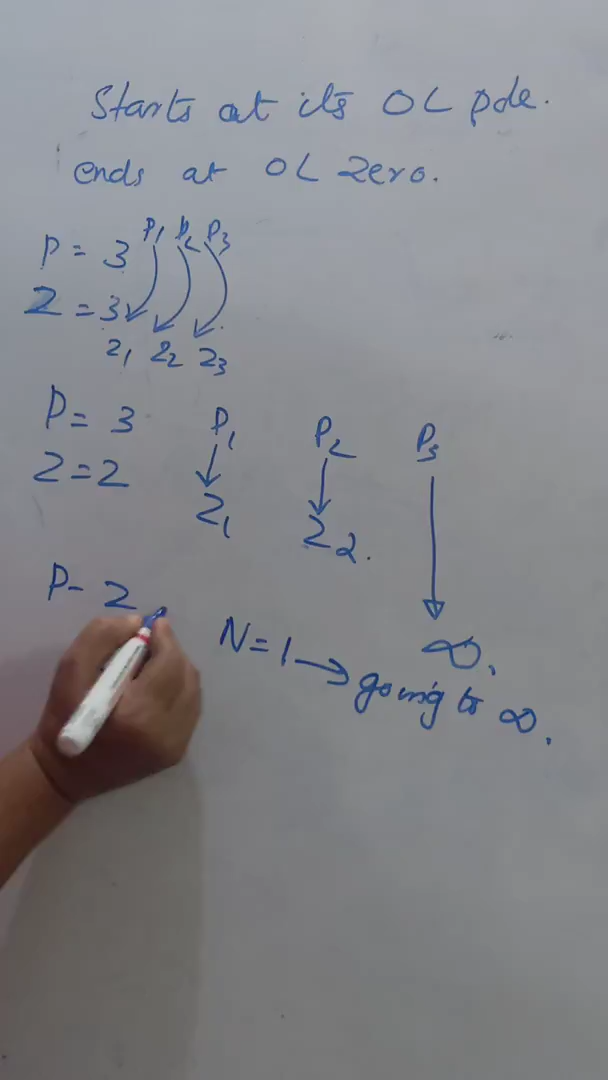 Starts at its OL pole.
ends at OL Zero.
P = 3 P1 P2 P3
Z = 3
Z1 Z2 Z3
P = 3 P1 P2 P3
Z = 2
Z1 Z2.
P - Z
N = 1 → going to ∞.
∞.